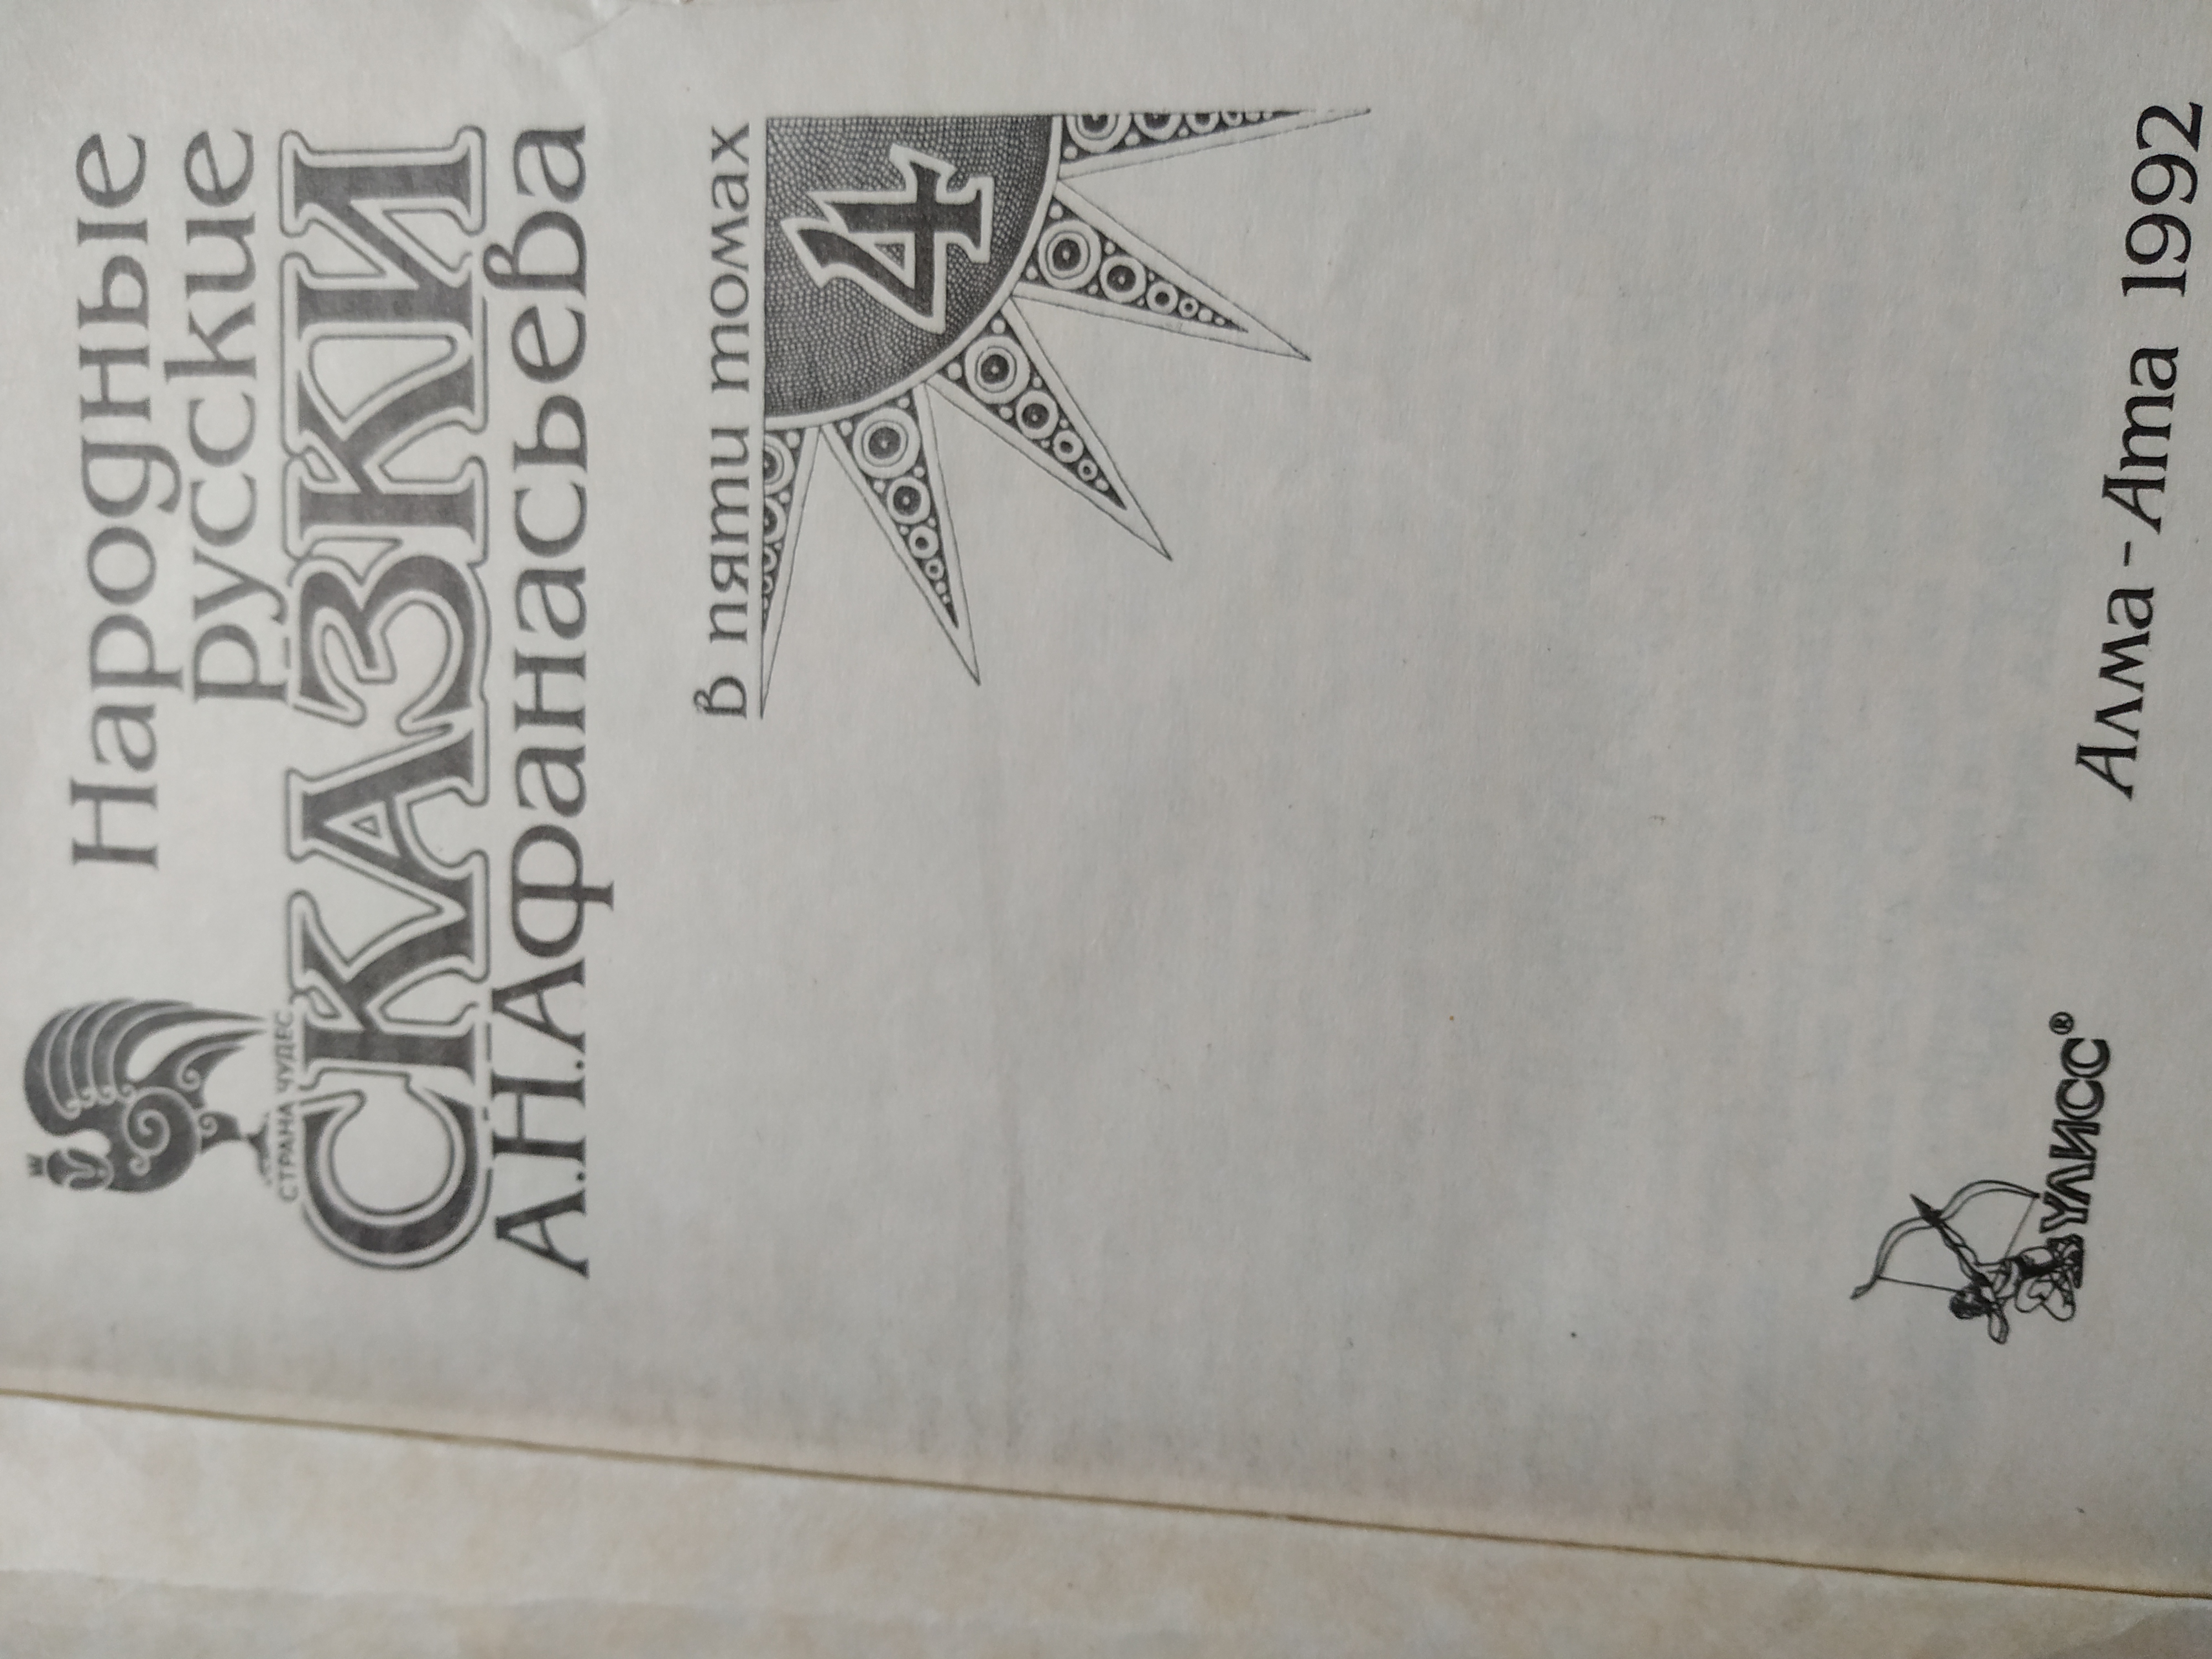 Народные
русские
СТРАНА ЧУДЕС
СКАЗКИ
А.Н.Афанасьева
в пяти томах
4
УЛИСС®
Алма-Ата 1992